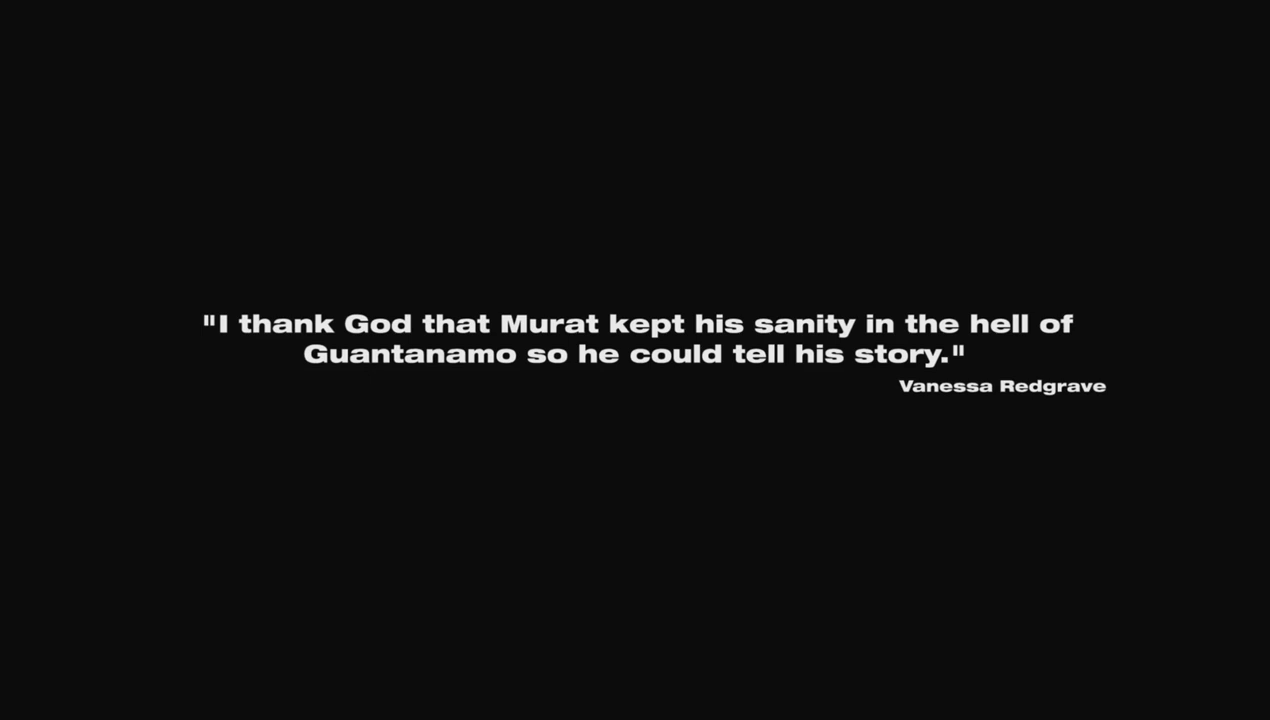 "I thank God that Murat kept his sanity in the hell of
Guantanamo so he could tell his story."
Vanessa Redgrave